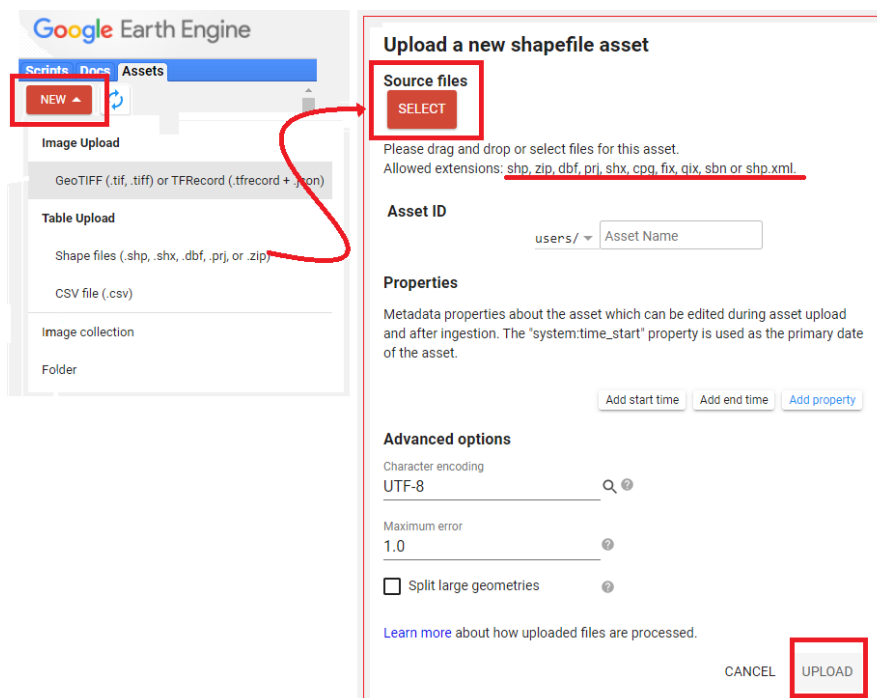 Google Earth Engine
Scripts Docs Assets
NEW
Image Upload
GeoTIFF (.tif, .tiff) or TFRecord (.tfrecord + .json)
Table Upload
Shape files (.shp, .shx, .dbf, .prj, or .zip)
CSV file (.csv)
Image collection
Folder
Upload a new shapefile asset
Source files
SELECT
Please drag and drop or select files for this asset.
Allowed extensions: shp, zip, dbf, prj, shx, cpg, fix, qix, sbn or shp.xml.
Asset ID
users/ Asset Name
Properties
Metadata properties about the asset which can be edited during asset upload
and after ingestion. The "system:time_start" property is used as the primary date
of the asset.
Add start time Add end time Add property
Advanced options
Character encoding
UTF-8
Maximum error
1.0
Split large geometries
Learn more about how uploaded files are processed.
CANCEL UPLOAD